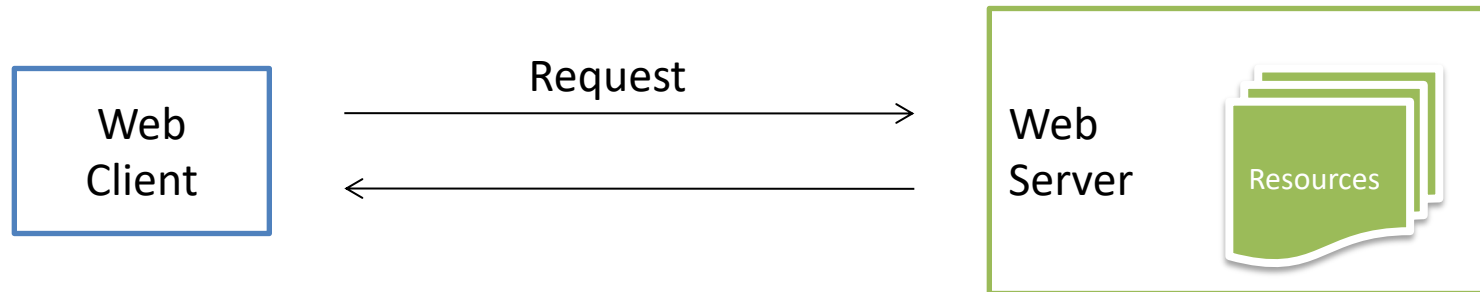 Request
Web
Client
Web
Server
Resources